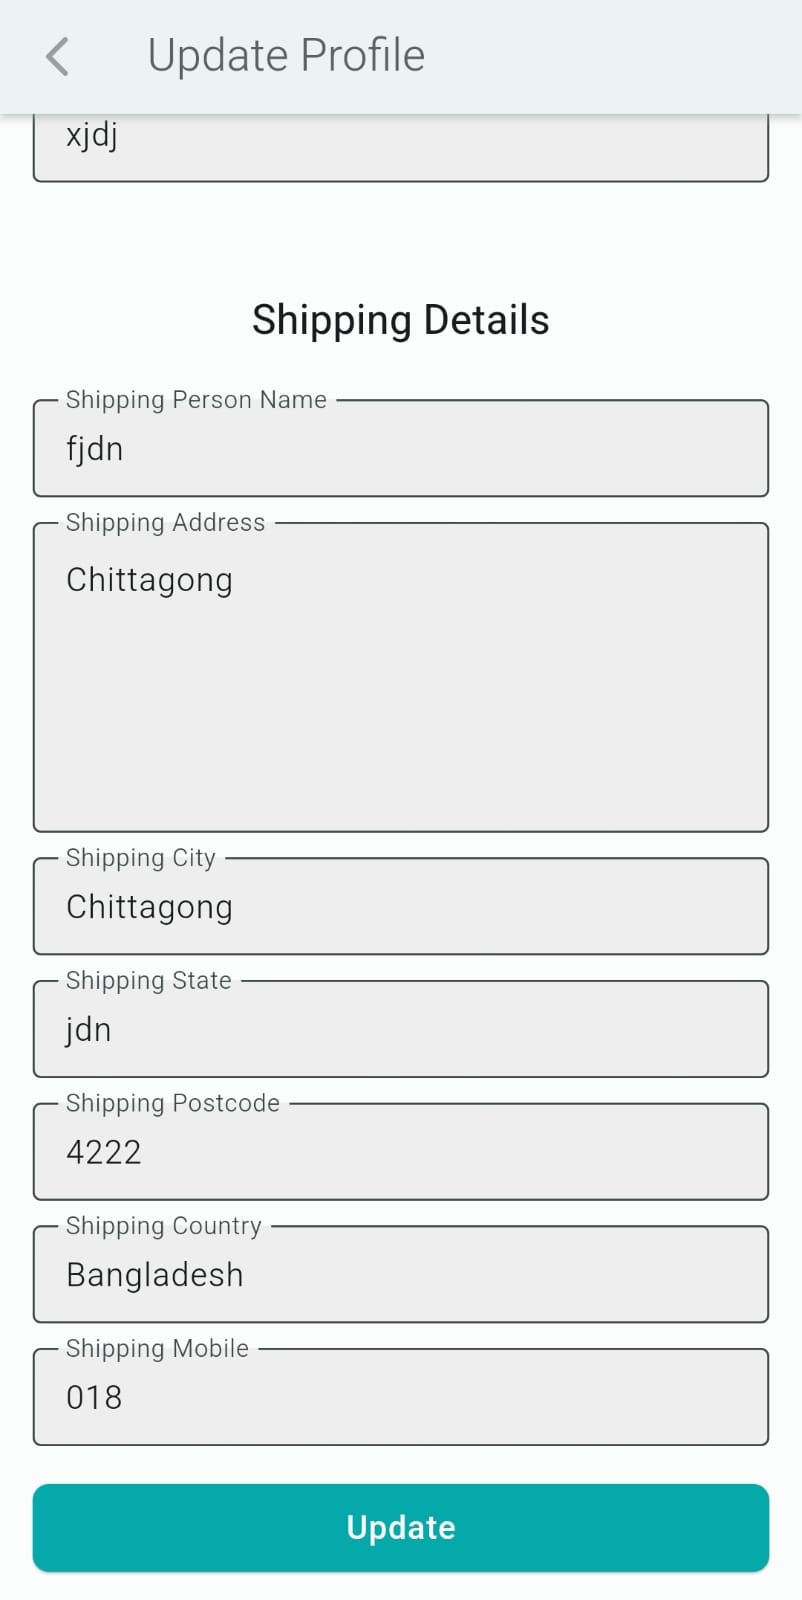 Update Profile
xjdj
Shipping Details
Shipping Person Name
fjdn
Shipping Address
Chittagong
Shipping City
Chittagong
Shipping State
jdn
Shipping Postcode
4222
Shipping Country
Bangladesh
Shipping Mobile
018
Update